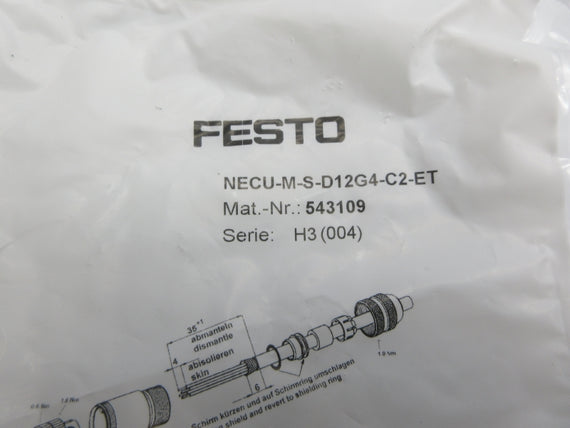 FESTO
NECU-M-S-D12G4-C2-ET
Mat.-Nr.: 543109
Serie: H3 (004)
35+1
abmanteln
dismantle
4
abisolieren
skin
6
Schirm kürzen und auf Schirmring umschlagen
shield and revert to shielding ring